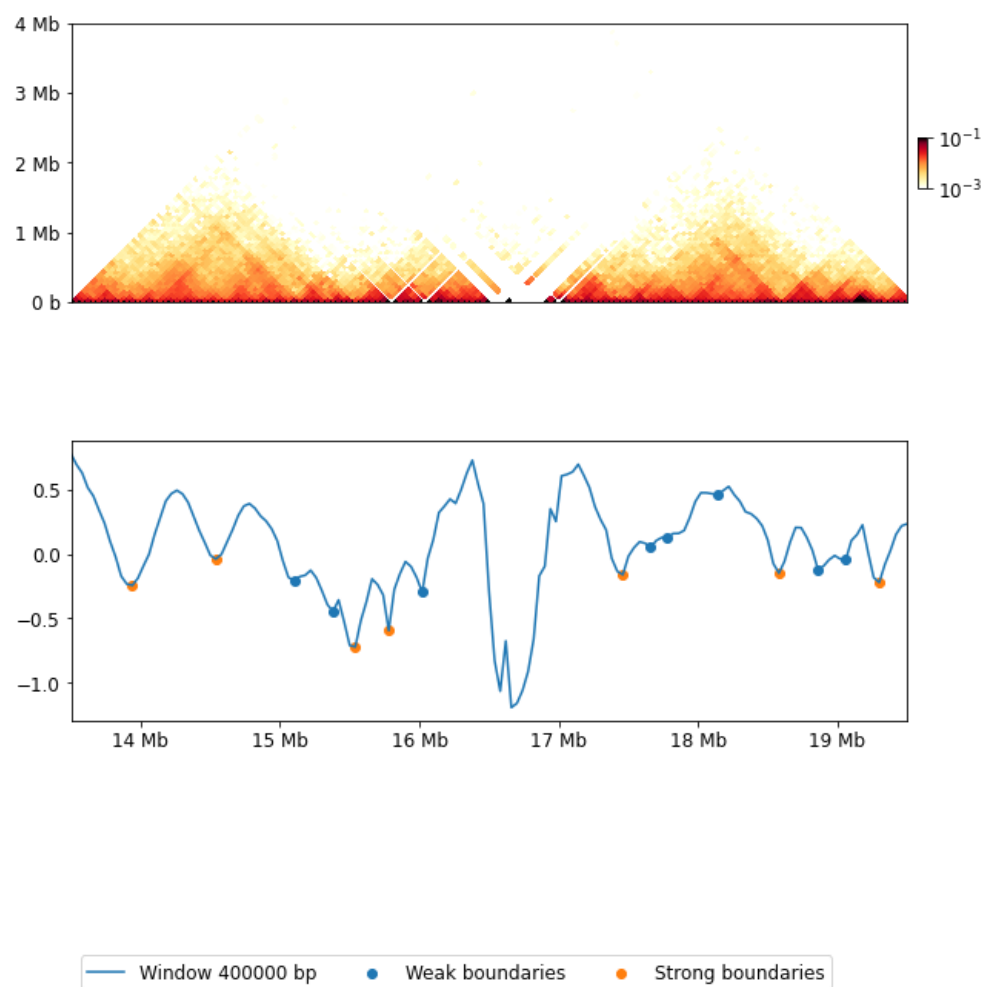 4 Mb
3 Mb
2 Mb
1 Mb
0 b
10⁻¹
10⁻³
0.5
0.0
−0.5
−1.0
14 Mb 15 Mb 16 Mb 17 Mb 18 Mb 19 Mb
Window 400000 bp Weak boundaries Strong boundaries